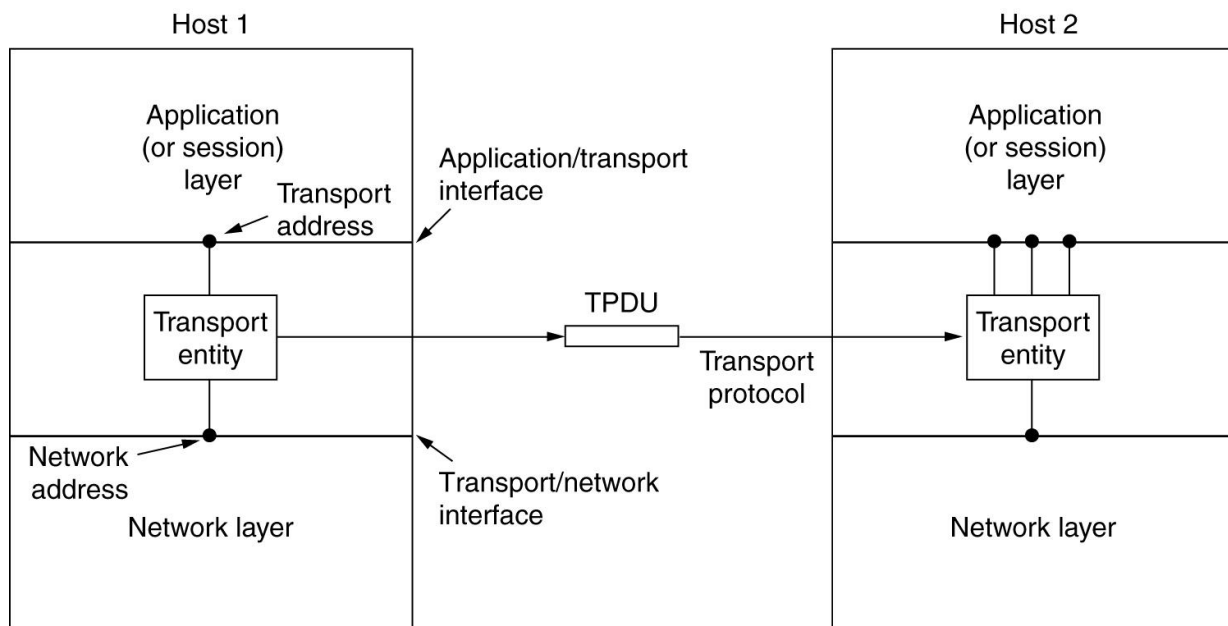 Host 1
Host 2
Application
(or session)
layer
Transport
address
Application/transport
interface
Application
(or session)
layer
Transport
entity
TPDU
Transport
protocol
Transport
entity
Network
address
Transport/network
interface
Network layer
Network layer